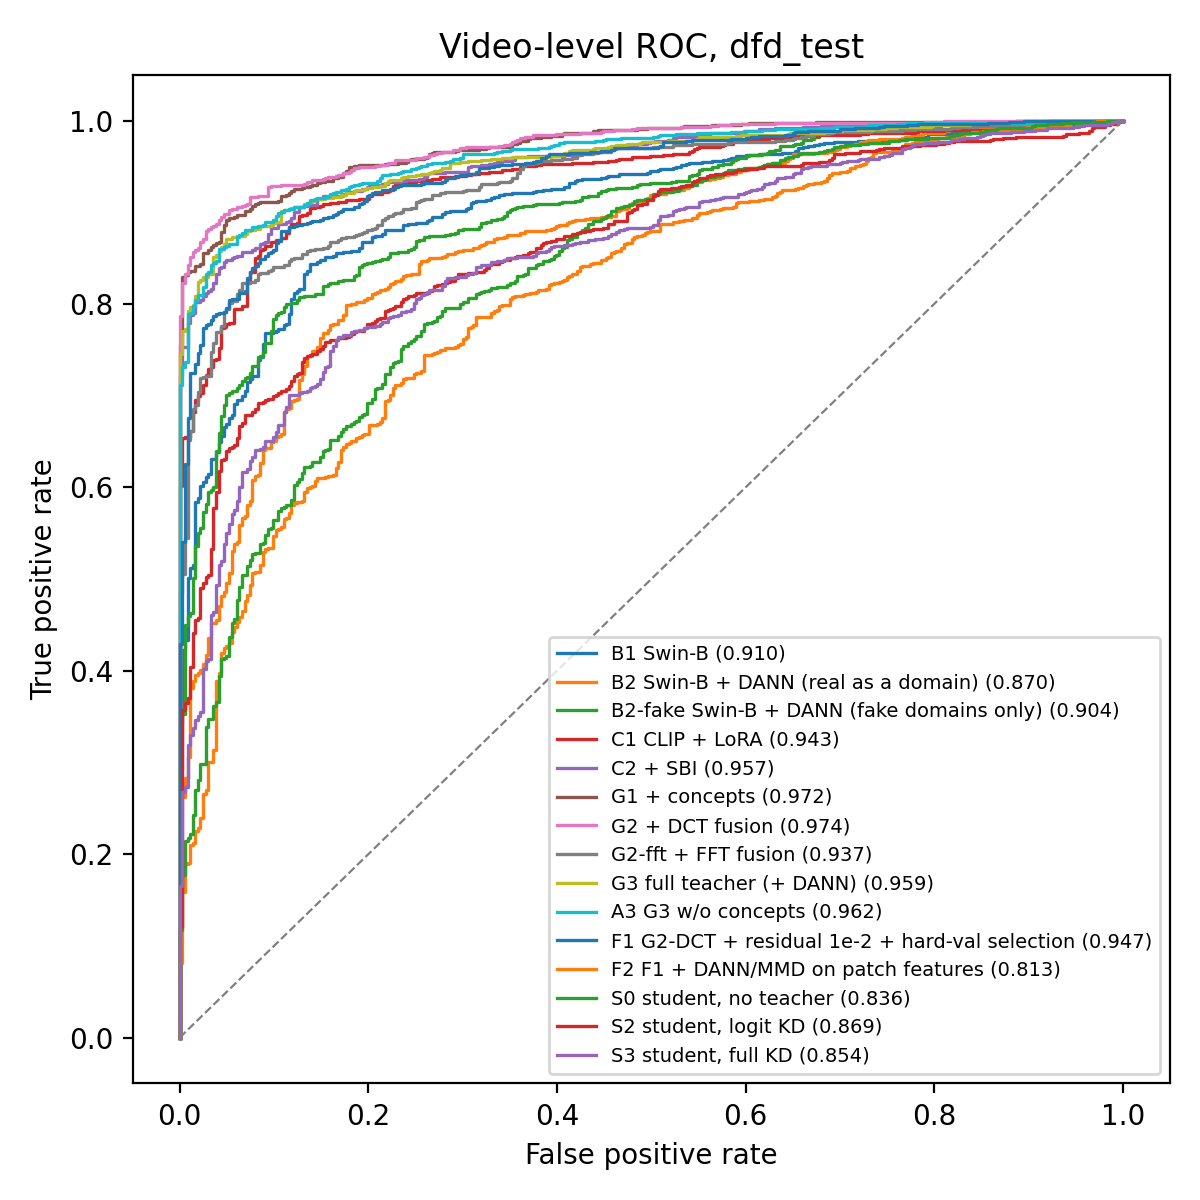 Video-level ROC, dfd_test
True positive rate
1.0
0.8
0.6
0.4
0.2
0.0
B1 Swin-B (0.910)
B2 Swin-B + DANN (real as a domain) (0.870)
B2-fake Swin-B + DANN (fake domains only) (0.904)
C1 CLIP + LoRA (0.943)
C2 + SBI (0.957)
G1 + concepts (0.972)
G2 + DCT fusion (0.974)
G2-fft + FFT fusion (0.937)
G3 full teacher (+ DANN) (0.959)
A3 G3 w/o concepts (0.962)
F1 G2-DCT + residual 1e-2 + hard-val selection (0.947)
F2 F1 + DANN/MMD on patch features (0.813)
S0 student, no teacher (0.836)
S2 student, logit KD (0.869)
S3 student, full KD (0.854)
0.0 0.2 0.4 0.6 0.8 1.0
False positive rate